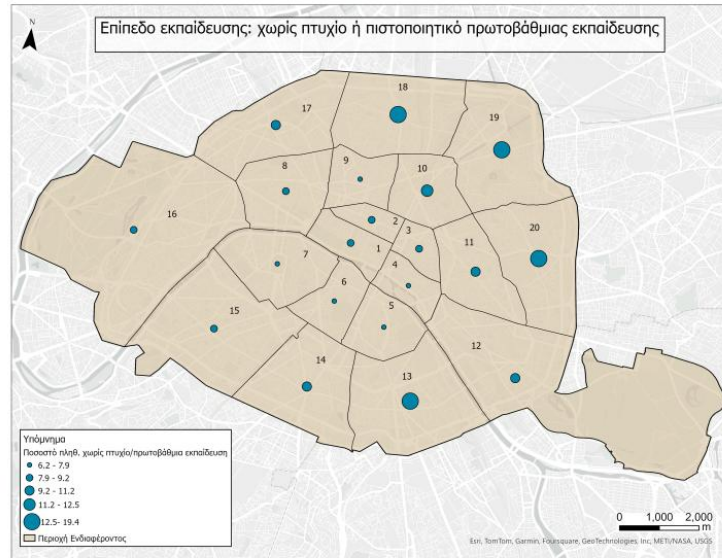 Επίπεδο εκπαίδευσης: χωρίς πτυχίο ή πιστοποιητικό πρωτοβάθμιας εκπαίδευσης
N
18
17
19
9
8
10
16
2
3
20
11
1
7
4
6
5
15
12
14
13
Υπόμνημα
Ποσοστό πληθ. χωρίς πτυχίο/πρωτοβάθμια εκπαίδευση
6.2 - 7.9
7.9 - 9.2
9.2 - 11.2
11.2 - 12.5
12.5- 19.4
Περιοχή Ενδιαφέροντος
0 1,000 2,000
m
Esri, TomTom, Garmin, Foursquare, GeoTechnologies, Inc, METI/NASA, USGS